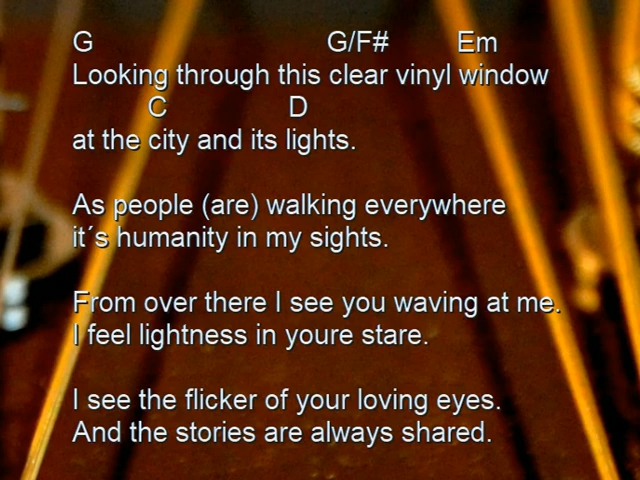 G G/F# Em
Looking through this clear vinyl window
C D
at the city and its lights.
As people (are) walking everywhere
it´s humanity in my sights.
From over there I see you waving at me.
I feel lightness in youre stare.
I see the flicker of your loving eyes.
And the stories are always shared.